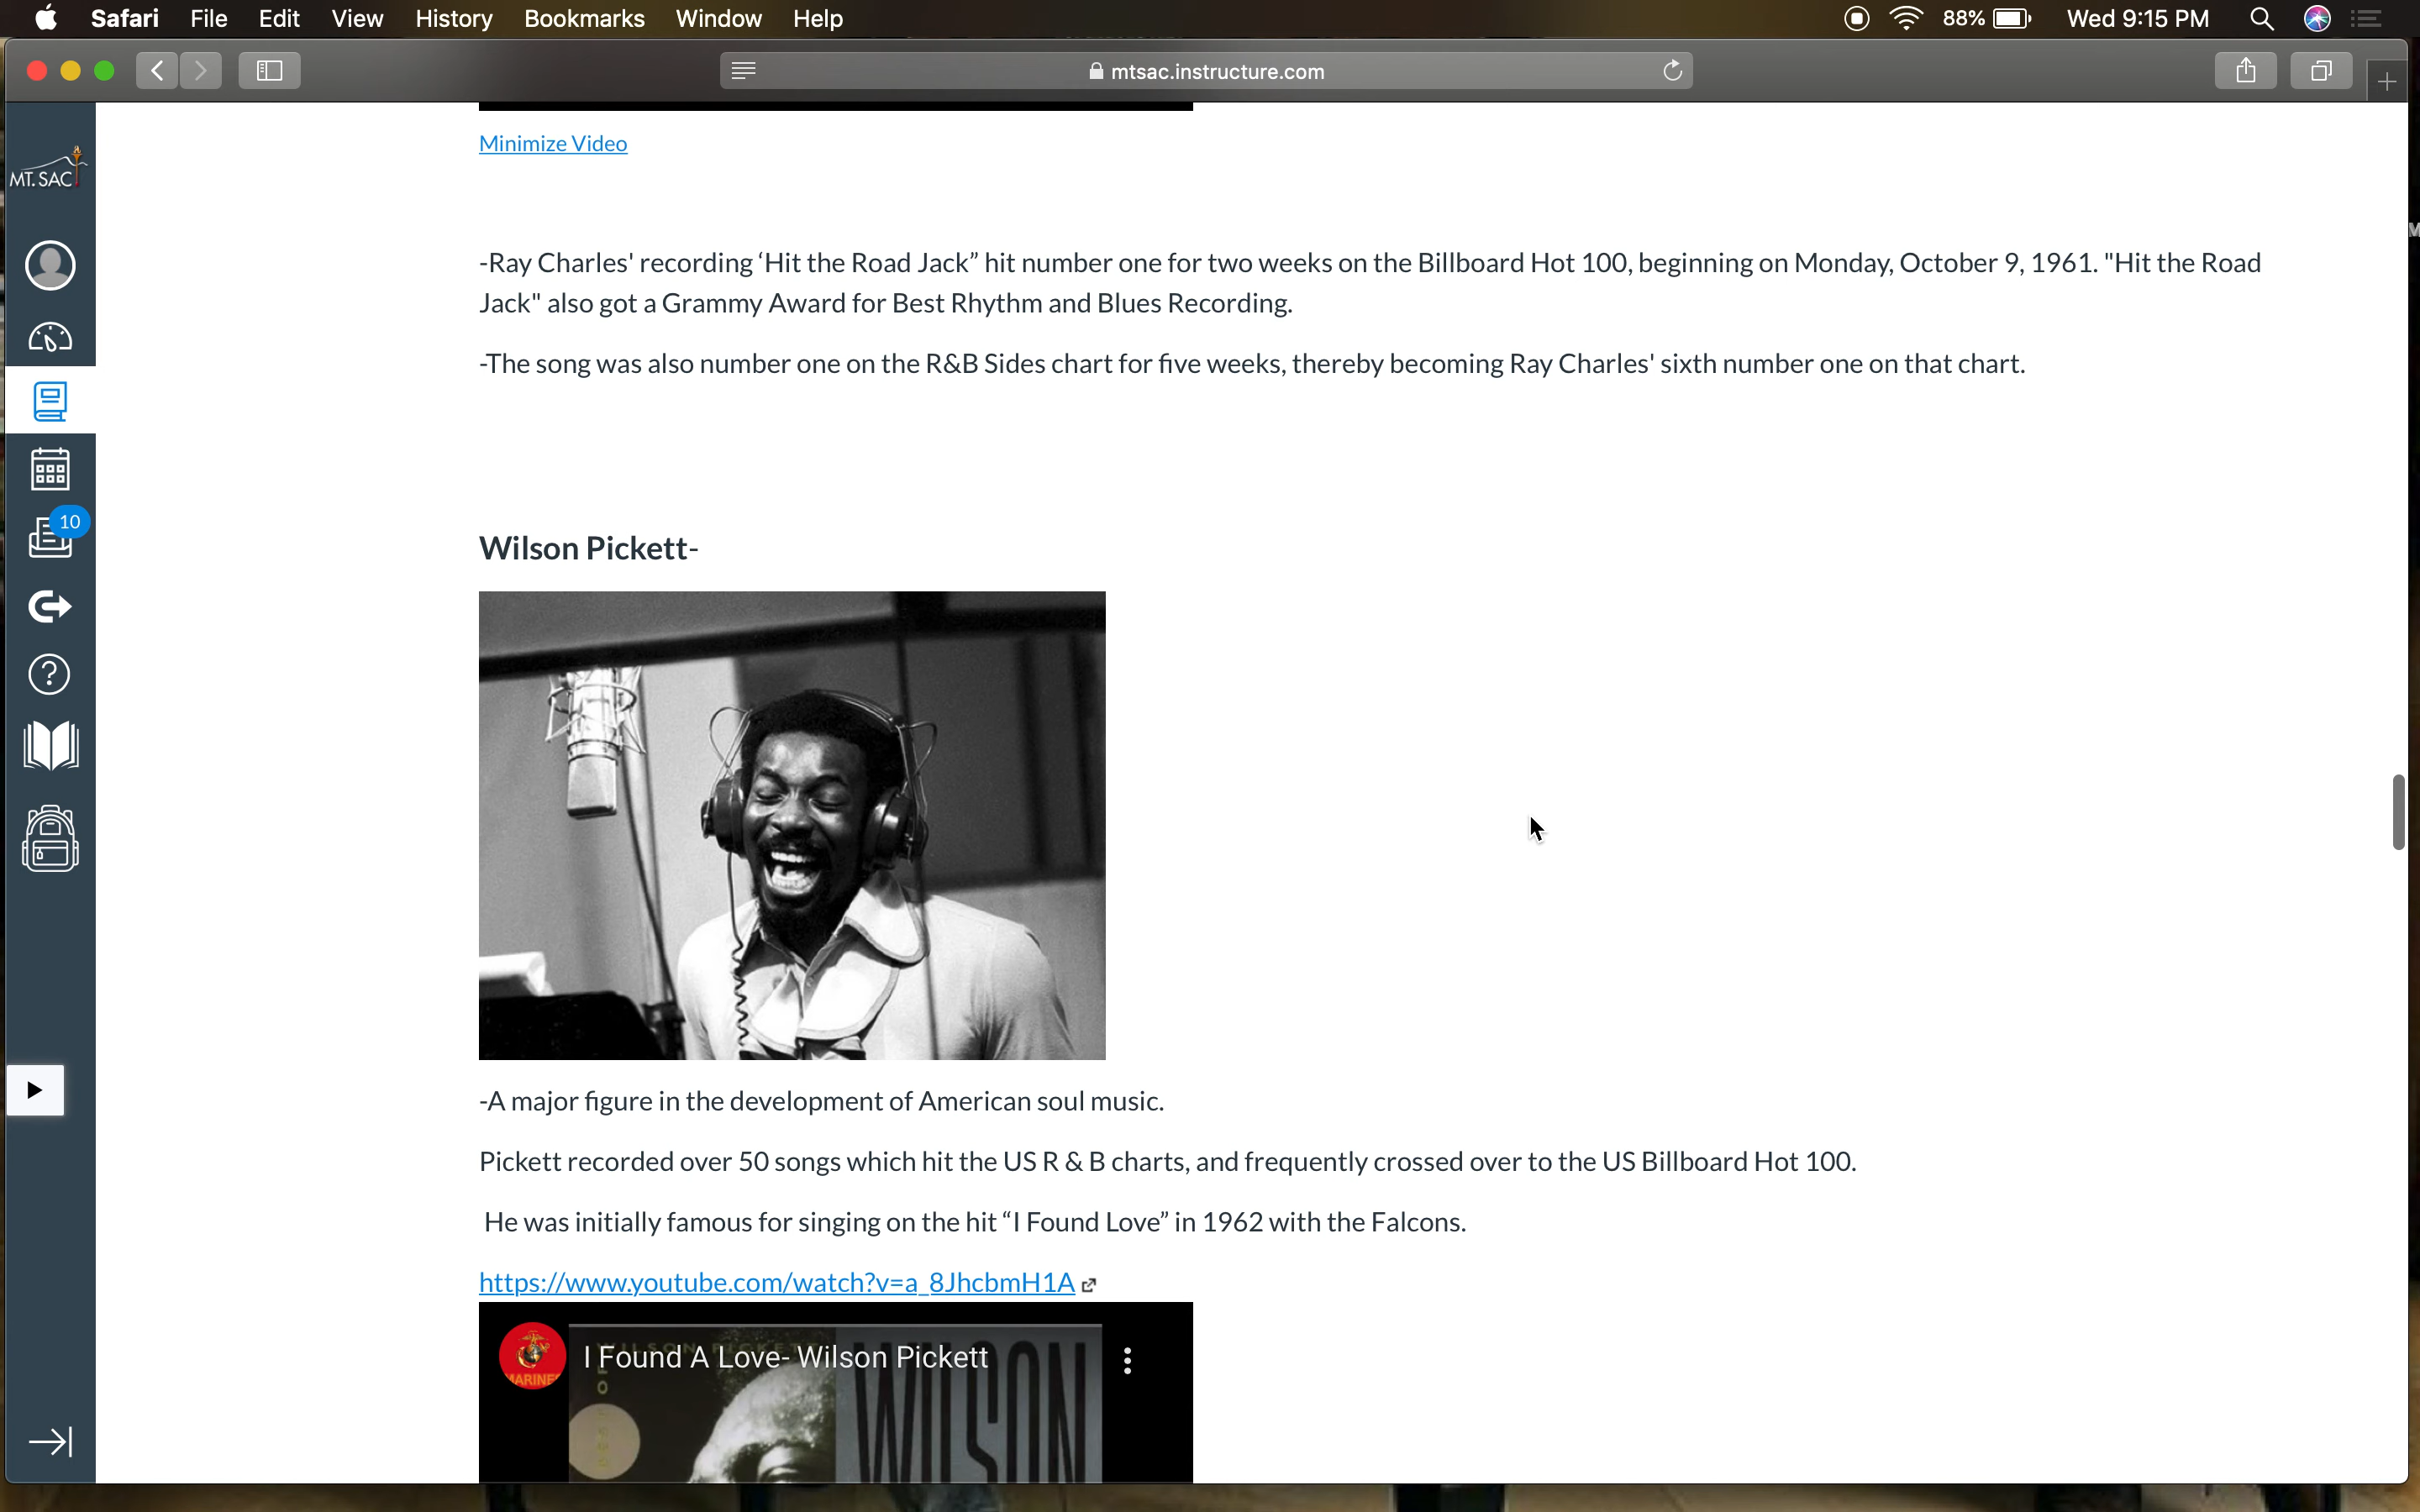 Safari File Edit View History Bookmarks Window Help 88% Wed 9:15 PM
mtsac.instructure.com
MT. SAC
10
Minimize Video
-Ray Charles' recording ‘Hit the Road Jack” hit number one for two weeks on the Billboard Hot 100, beginning on Monday, October 9, 1961. "Hit the Road
Jack" also got a Grammy Award for Best Rhythm and Blues Recording.
-The song was also number one on the R&B Sides chart for five weeks, thereby becoming Ray Charles' sixth number one on that chart.
Wilson Pickett-
-A major figure in the development of American soul music.
Pickett recorded over 50 songs which hit the US R & B charts, and frequently crossed over to the US Billboard Hot 100.
He was initially famous for singing on the hit “I Found Love” in 1962 with the Falcons.
https://www.youtube.com/watch?v=a_8JhcbmH1A
I Found A Love- Wilson Pickett
WILSON PICKETT
WILSON
MARINES